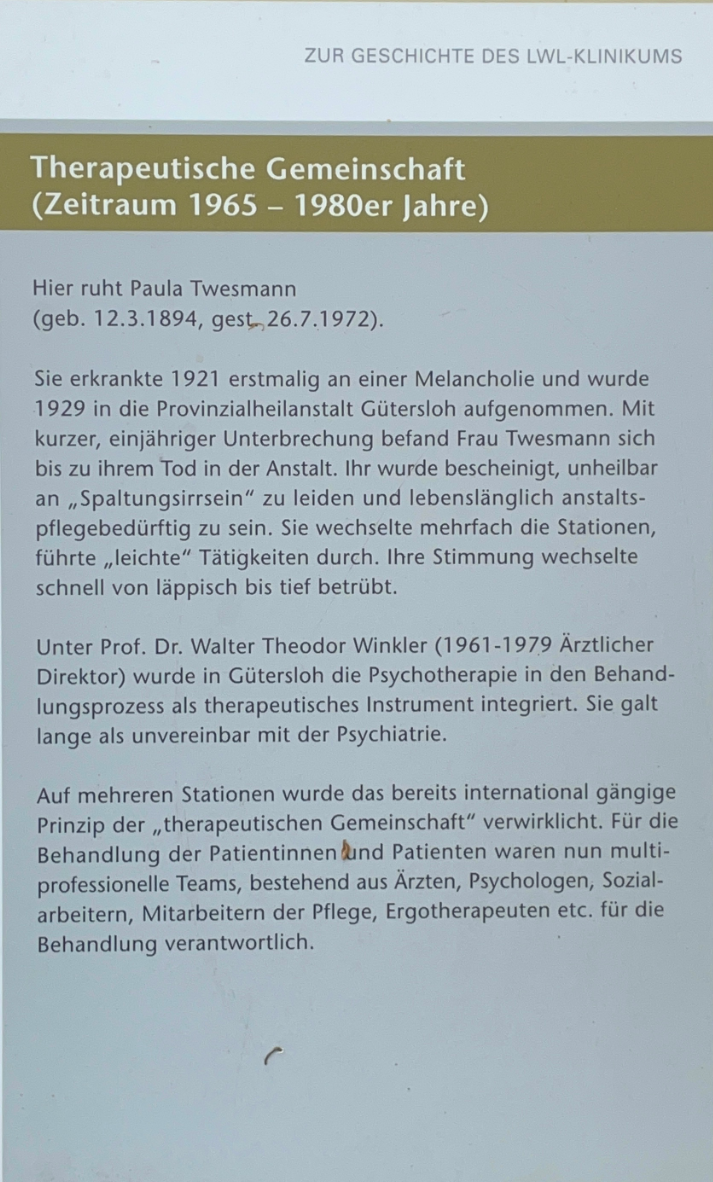 ZUR GESCHICHTE DES LWL-KLINIKUMS
Therapeutische Gemeinschaft
(Zeitraum 1965 – 1980er Jahre)
Hier ruht Paula Twesmann
(geb. 12.3.1894, gest. 26.7.1972).
Sie erkrankte 1921 erstmalig an einer Melancholie und wurde
1929 in die Provinzialheilanstalt Gütersloh aufgenommen. Mit
kurzer, einjähriger Unterbrechung befand Frau Twesmann sich
bis zu ihrem Tod in der Anstalt. Ihr wurde bescheinigt, unheilbar
an „Spaltungsirrsein“ zu leiden und lebenslänglich anstalts-
pflegebedürftig zu sein. Sie wechselte mehrfach die Stationen,
führte „leichte“ Tätigkeiten durch. Ihre Stimmung wechselte
schnell von läppisch bis tief betrübt.
Unter Prof. Dr. Walter Theodor Winkler (1961-1979 Ärztlicher
Direktor) wurde in Gütersloh die Psychotherapie in den Behand-
lungsprozess als therapeutisches Instrument integriert. Sie galt
lange als unvereinbar mit der Psychiatrie.
Auf mehreren Stationen wurde das bereits international gängige
Prinzip der „therapeutischen Gemeinschaft“ verwirklicht. Für die
Behandlung der Patientinnen und Patienten waren nun multi-
professionelle Teams, bestehend aus Ärzten, Psychologen, Sozial-
arbeitern, Mitarbeitern der Pflege, Ergotherapeuten etc. für die
Behandlung verantwortlich.